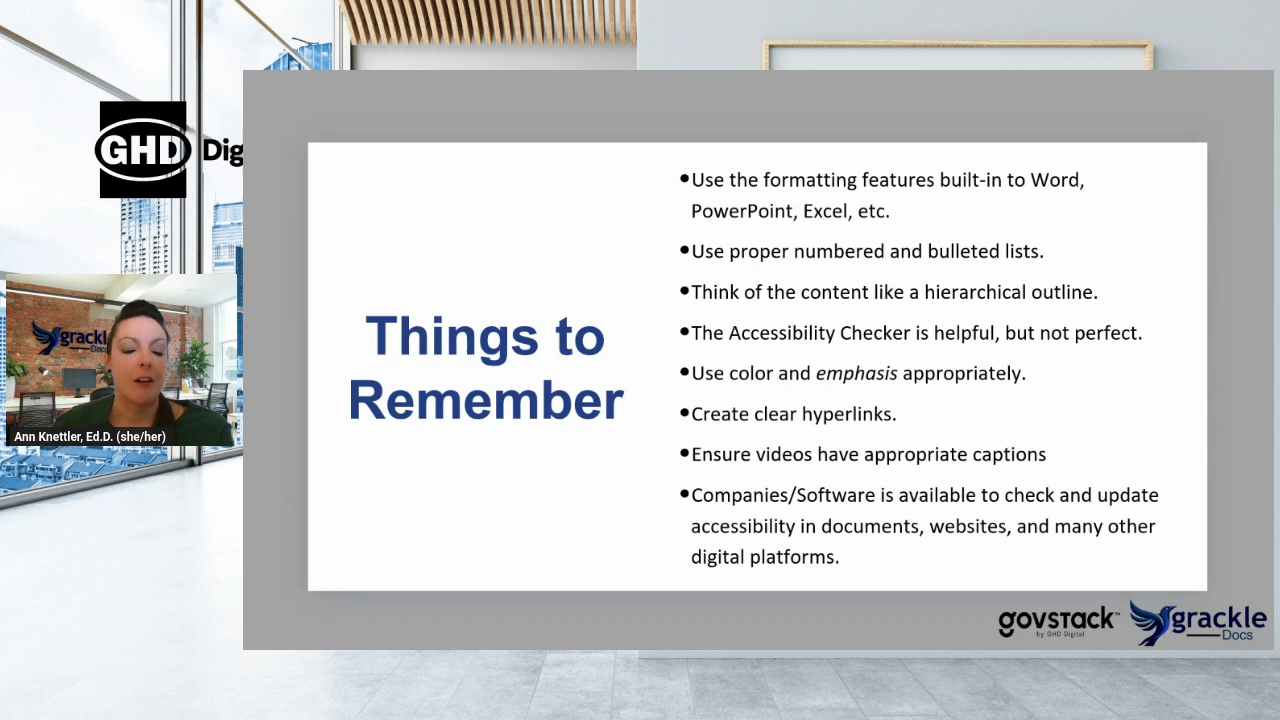 GHD Dig
grackle
Docs
Ann Knettler, Ed.D. (she/her)
Things to
Remember
•Use the formatting features built-in to Word,
PowerPoint, Excel, etc.
•Use proper numbered and bulleted lists.
•Think of the content like a hierarchical outline.
•The Accessibility Checker is helpful, but not perfect.
•Use color and emphasis appropriately.
•Create clear hyperlinks.
•Ensure videos have appropriate captions
•Companies/Software is available to check and update
accessibility in documents, websites, and many other
digital platforms.
govstack™
by GHD Digital
grackle
Docs